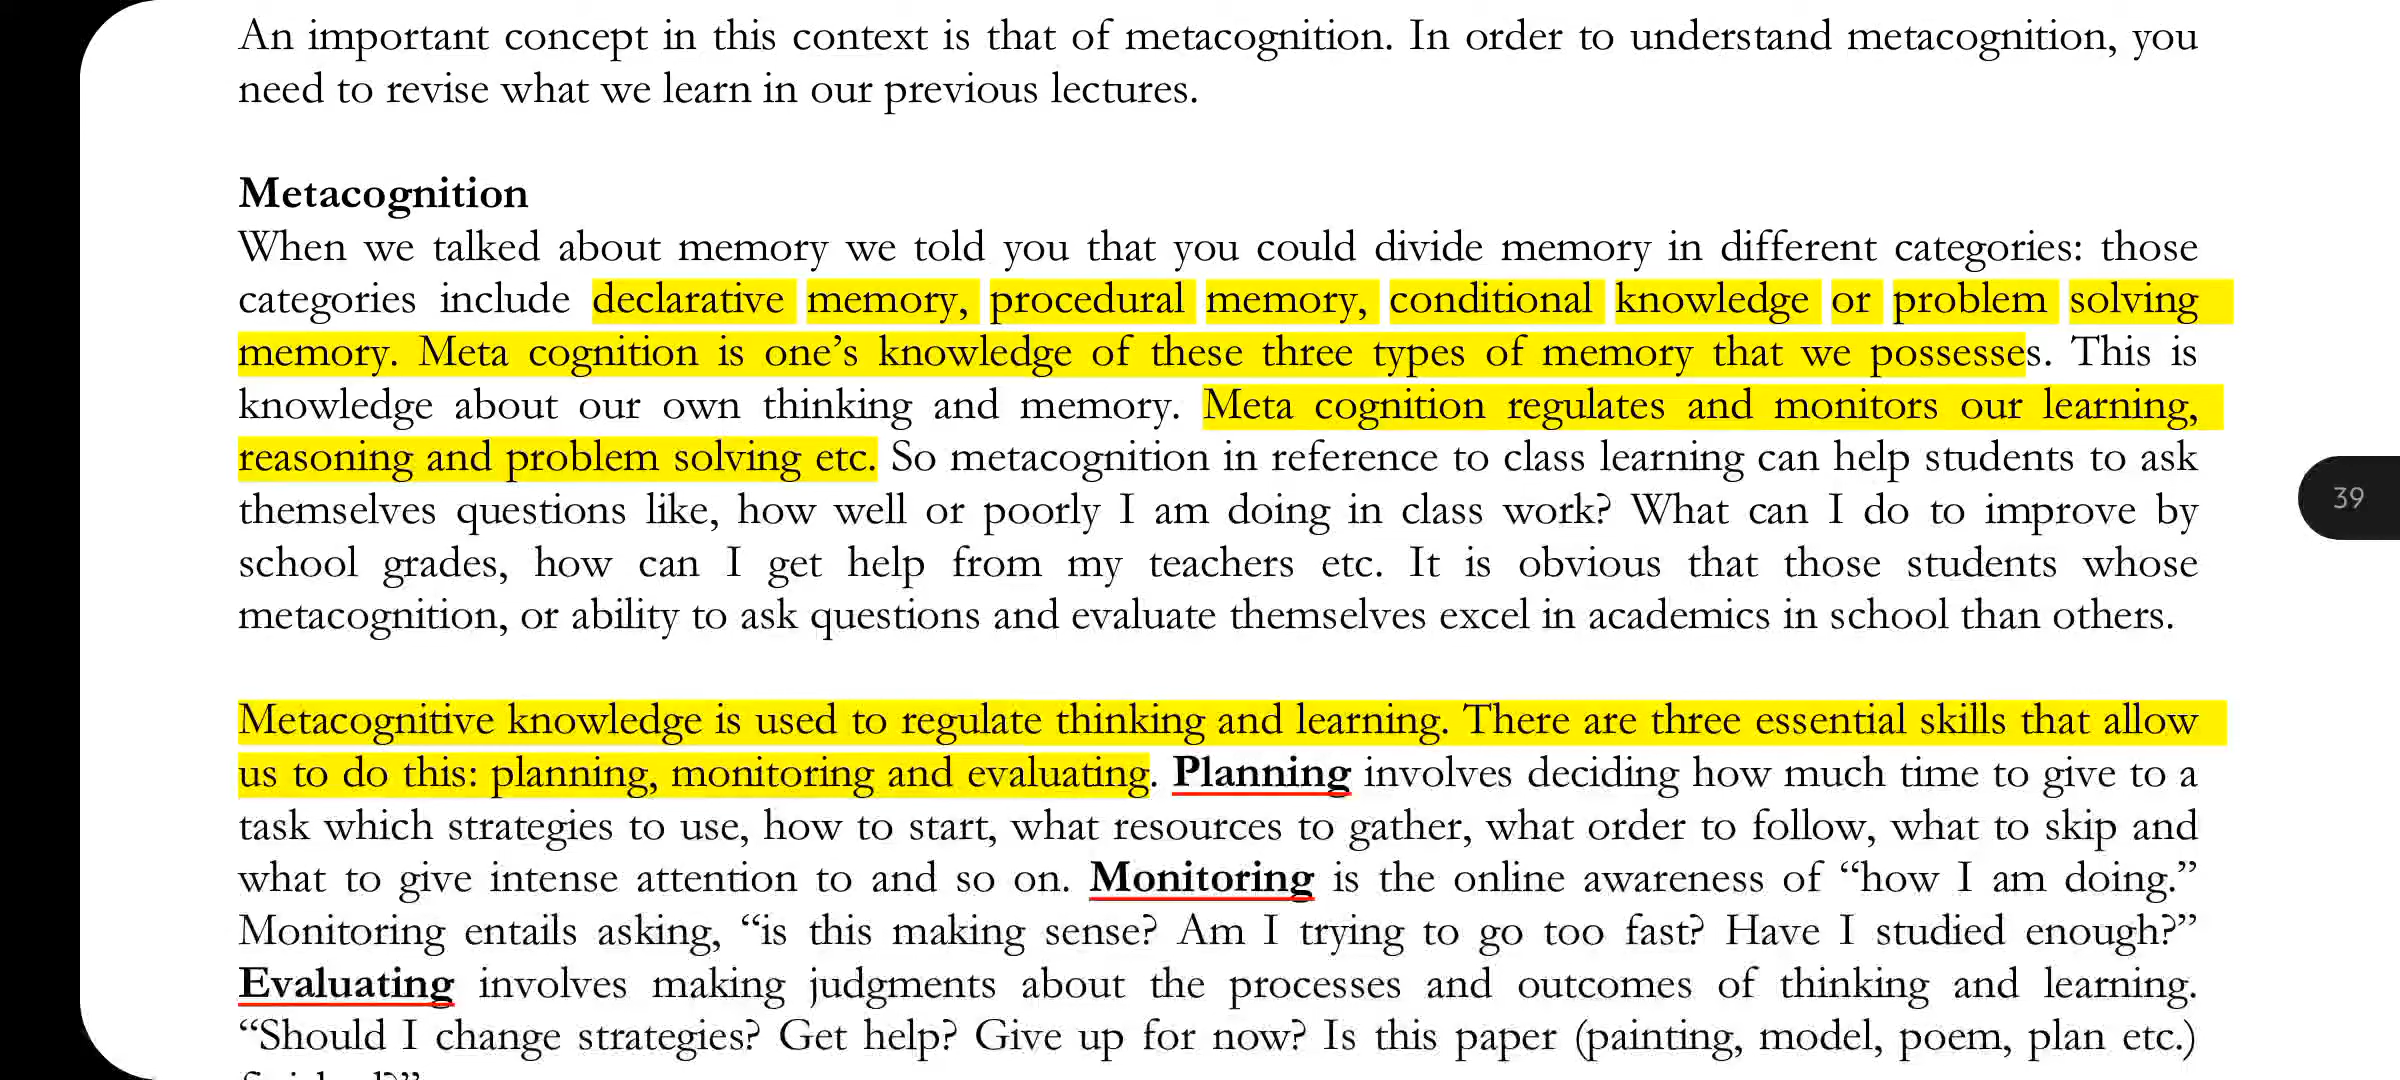 An important concept in this context is that of metacognition. In order to understand metacognition, you
need to revise what we learn in our previous lectures.
Metacognition
When we talked about memory we told you that you could divide memory in different categories: those
categories include declarative memory, procedural memory, conditional knowledge or problem solving
memory. Meta cognition is one’s knowledge of these three types of memory that we possesses. This is
knowledge about our own thinking and memory. Meta cognition regulates and monitors our learning,
reasoning and problem solving etc. So metacognition in reference to class learning can help students to ask
themselves questions like, how well or poorly I am doing in class work? What can I do to improve by
school grades, how can I get help from my teachers etc. It is obvious that those students whose
metacognition, or ability to ask questions and evaluate themselves excel in academics in school than others.
39
Metacognitive knowledge is used to regulate thinking and learning. There are three essential skills that allow
us to do this: planning, monitoring and evaluating. Planning involves deciding how much time to give to a
task which strategies to use, how to start, what resources to gather, what order to follow, what to skip and
what to give intense attention to and so on. Monitoring is the online awareness of “how I am doing.”
Monitoring entails asking, “is this making sense? Am I trying to go too fast? Have I studied enough?”
Evaluating involves making judgments about the processes and outcomes of thinking and learning.
“Should I change strategies? Get help? Give up for now? Is this paper (painting, model, poem, plan etc.)